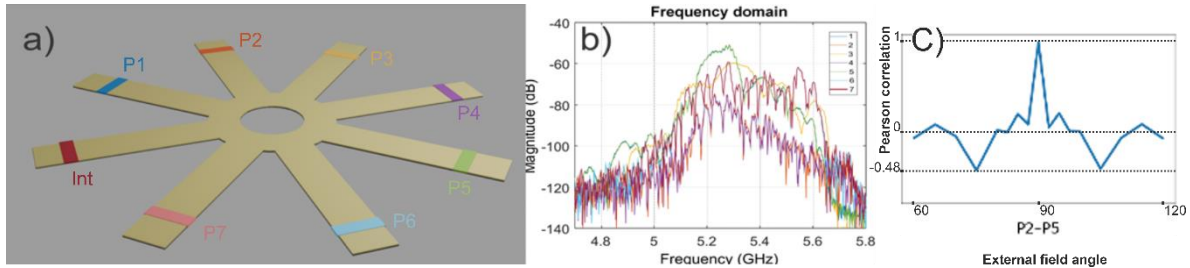 a)
P1
P2
P3
P4
P5
P6
P7
Int
b)
Frequency domain
Magnitude (dB)
-40
-60
-80
-100
-120
-140
4.8
5
5.2
5.4
5.6
5.8
Frequency (GHz)
1
2
3
4
5
6
7
C)
Pearson correlation
1
0
-0.48
60
90
120
P2-P5
External field angle